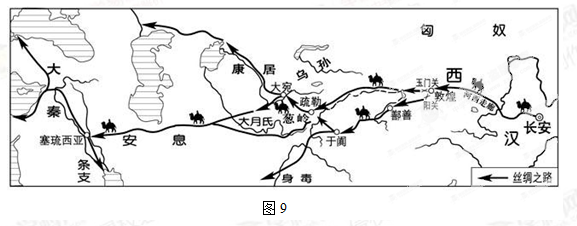 匈 奴
康 居
乌孙
西
大
秦
大宛
疏勒
葱岭
玉门关
敦煌
阳关
河西走廊
大月氏
鄯善
长安
汉
安 息
塞琉西亚
于阗
条支
身毒
丝绸之路
图9